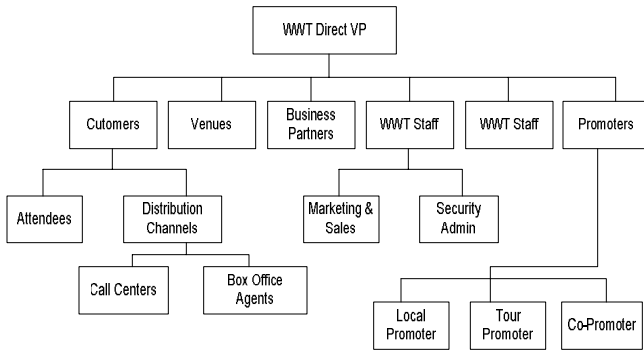 WWT Direct VP
Cutomers
Venues
Business
Partners
WWT Staff
WWT Staff
Promoters
Attendees
Distribution
Channels
Marketing &
Sales
Security
Admin
Call Centers
Box Office
Agents
Local
Promoter
Tour
Promoter
Co-Promoter